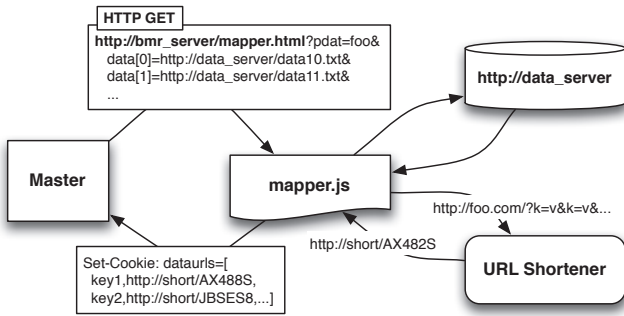 HTTP GET
http://bmr_server/mapper.html?pdat=foo&
data[0]=http://data_server/data10.txt&
data[1]=http://data_server/data11.txt&
...
http://data_server
Master
mapper.js
http://foo.com/?k=v&k=v&...
http://short/AX482S
URL Shortener
Set-Cookie: dataurls=[
key1,http://short/AX488S,
key2,http://short/JBSES8,...]